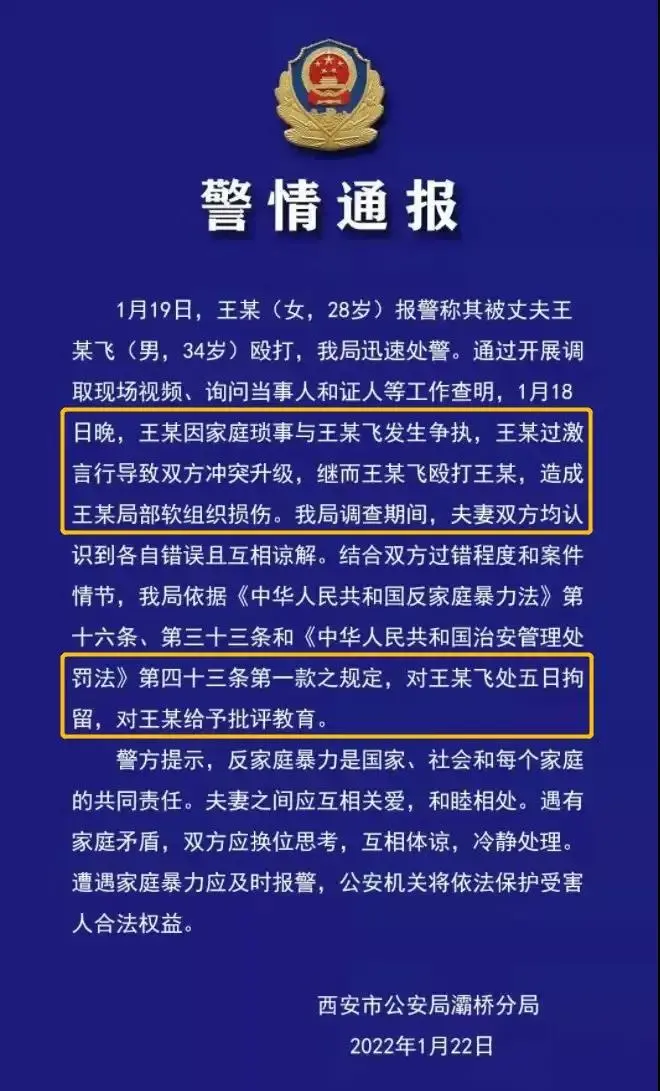 警情通报
1月19日，王某（女，28岁）报警称其被丈夫王
某飞（男，34岁）殴打，我局迅速处警。通过开展调
取现场视频、询问当事人和证人等工作查明，1月18
日晚，王某因家庭琐事与王某飞发生争执，王某过激
言行导致双方冲突升级，继而王某飞殴打王某，造成
王某局部软组织损伤。我局调查期间，夫妻双方均认
识到各自错误且互相谅解。结合双方过错程度和案件
情节，我局依据《中华人民共和国反家庭暴力法》第
十六条、第三十三条和《中华人民共和国治安管理处
罚法》第四十三条第一款之规定，对王某飞处五日拘
留，对王某给予批评教育。
警方提示，反家庭暴力是国家、社会和每个家庭
的共同责任。夫妻之间应互相关爱，和睦相处。遇有
家庭矛盾，双方应换位思考，互相体谅，冷静处理。
遭遇家庭暴力应及时报警，公安机关将依法保护受害
人合法权益。
西安市公安局灞桥分局
2022年1月22日